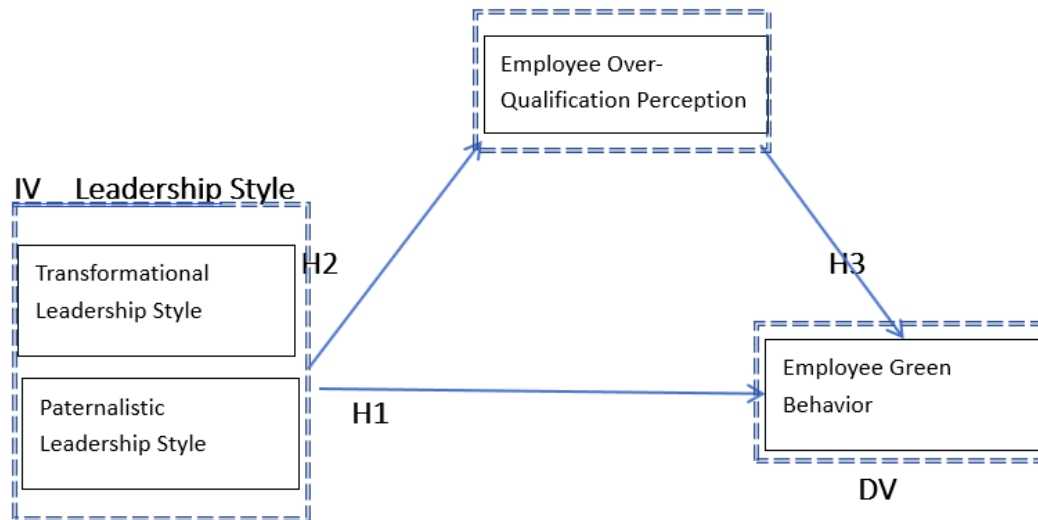 Employee Over-
Qualification Perception
IV Leadership Style
Transformational
Leadership Style
H2
H3
Employee Green
Behavior
Paternalistic
Leadership Style
H1
DV